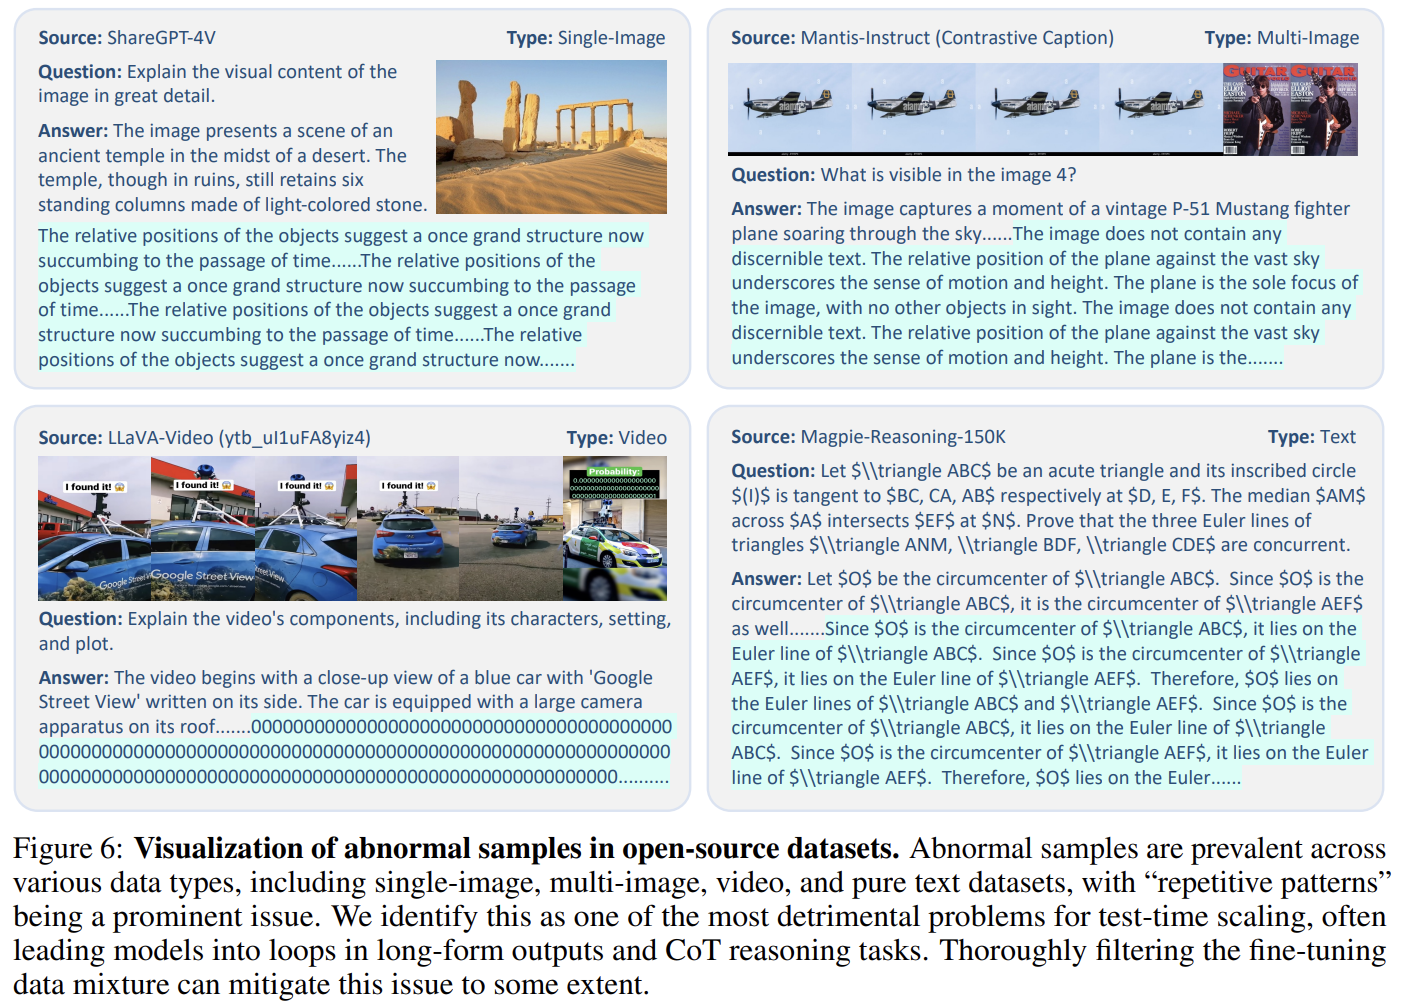 Source: ShareGPT-4V
Type: Single-Image
Question: Explain the visual content of the
image in great detail.
Answer: The image presents a scene of an
ancient temple in the midst of a desert. The
temple, though in ruins, still retains six
standing columns made of light-colored stone.
The relative positions of the objects suggest a once grand structure now
succumbing to the passage of time......The relative positions of the
objects suggest a once grand structure now succumbing to the passage
of time......The relative positions of the objects suggest a once grand
structure now succumbing to the passage of time......The relative
positions of the objects suggest a once grand structure now.......
Source: Mantis-Instruct (Contrastive Caption)
Type: Multi-Image
alamy
alamy
alamy
alamy
GUITAR
GUITAR
ELLIOT
EASTON
Question: What is visible in the image 4?
Answer: The image captures a moment of a vintage P-51 Mustang fighter
plane soaring through the sky......The image does not contain any
discernible text. The relative position of the plane against the vast sky
underscores the sense of motion and height. The plane is the sole focus of
the image, with no other objects in sight. The image does not contain any
discernible text. The relative position of the plane against the vast sky
underscores the sense of motion and height. The plane is the.......
Source: LLaVA-Video (ytb_uI1uFA8yiz4)
Type: Video
I found it!
I found it!
I found it!
I found it!
Probability:
Google Street View
Google Street View
Street View
Question: Explain the video's components, including its characters, setting,
and plot.
Answer: The video begins with a close-up view of a blue car with 'Google
Street View' written on its side. The car is equipped with a large camera
apparatus on its roof.......00000000000000000000000000000000000000
0000000000000000000000000000000000000000000000000000000000
00000000000000000000000000000000000000000000000000000..........
Source: Magpie-Reasoning-150K
Type: Text
Question: Let $\\triangle ABC$ be an acute triangle and its inscribed circle
$(I)$ is tangent to $BC, CA, AB$ respectively at $D, E, F$. The median $AM$
across $A$ intersects $EF$ at $N$. Prove that the three Euler lines of
triangles $\\triangle ANM, \\triangle BDF, \\triangle CDE$ are concurrent.
Answer: Let $O$ be the circumcenter of $\\triangle ABC$.  Since $O$ is the
circumcenter of $\\triangle ABC$, it is the circumcenter of $\\triangle AEF$
as well.......Since $O$ is the circumcenter of $\\triangle ABC$, it lies on the
Euler line of $\\triangle ABC$.  Since $O$ is the circumcenter of $\\triangle
AEF$, it lies on the Euler line of $\\triangle AEF$.  Therefore, $O$ lies on
the Euler lines of $\\triangle ABC$ and $\\triangle AEF$.  Since $O$ is the
circumcenter of $\\triangle ABC$, it lies on the Euler line of $\\triangle
ABC$.  Since $O$ is the circumcenter of $\\triangle AEF$, it lies on the Euler
line of $\\triangle AEF$.  Therefore, $O$ lies on the Euler......
Figure 6: Visualization of abnormal samples in open-source datasets. Abnormal samples are prevalent across
various data types, including single-image, multi-image, video, and pure text datasets, with “repetitive patterns”
being a prominent issue. We identify this as one of the most detrimental problems for test-time scaling, often
leading models into loops in long-form outputs and CoT reasoning tasks. Thoroughly filtering the fine-tuning
data mixture can mitigate this issue to some extent.